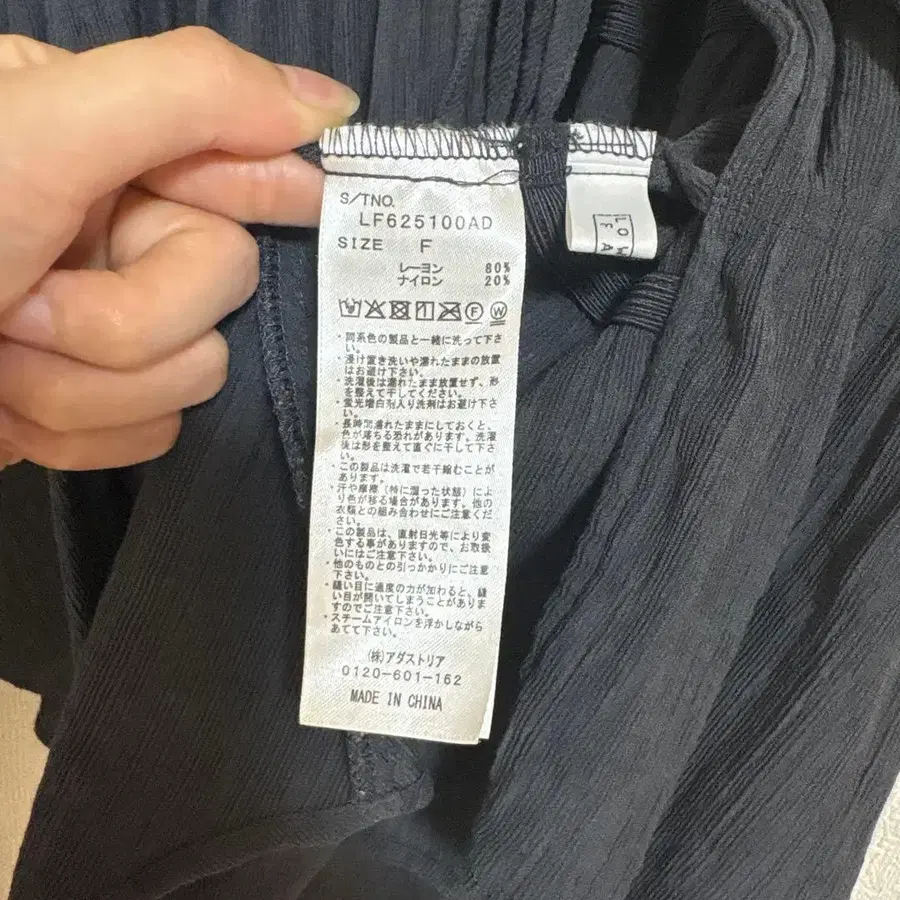 S/TNO.
LF625100AD
SIZE F
レーヨン 80%
ナイロン 20%
F W
・同系色の製品と一緒に洗って下さ
い。
・浸け置き洗いや濡れたままの放置
はお避け下さい。
・洗濯後は濡れたまま放置せず、形
を整えて干してください。
・蛍光増白剤入り洗剤はお避け下さ
い。
・長時間濡れたままにしておくと、
色が落ちる恐れがあります。洗濯
後は形を整えて直ぐに干して下さ
い。
・この製品は洗濯で若干縮むことが
あります。
・汗や摩擦（特に湿った状態）によ
り色が移る場合があります。他の
衣類との組み合わせにご注意くだ
さい。
・この製品は、直射日光等により変
色する事がありますので、お取扱
いにはご注意下さい。
・他のものとの引っかかりにご注意
下さい。
・縫い目に過度の力が加わると、縫
い目が開いてしまうことがありま
すのでご注意下さい。
・スチームアイロンを浮かしながら
あてて下さい。
(株)アダストリア
0120-601-162
MADE IN CHINA
LOW
FA